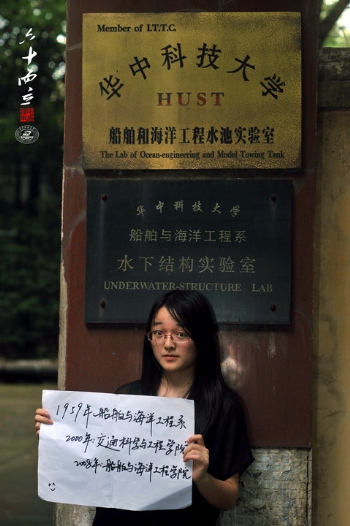 六十而立
Member of I.T.T.C.
华中科技大学
HUST
船舶和海洋工程水池实验室
The Lab of Ocean-engineering and Model Towing Tank
华中科技大学
船舶与海洋工程系
水下结构实验室
UNDERWATER-STRUCTURE LAB
1959年-船舶与海洋工程系
2000年:交通科学与工程学院
2008年-船舶与海洋工程学院